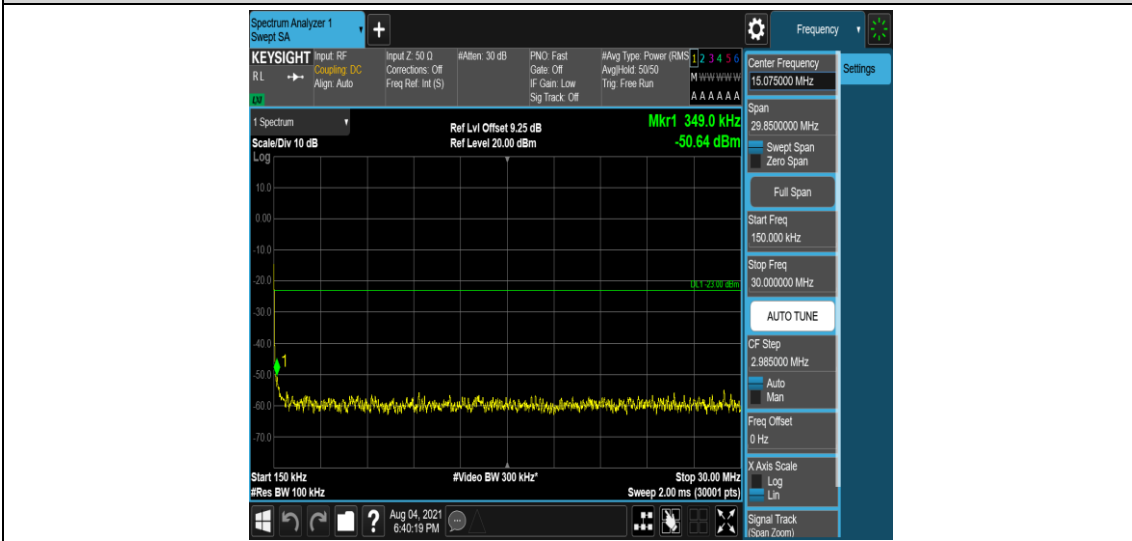 Spectrum Analyzer 1
Swept SA
+
Frequency
KEYSIGHT
RL
LXI
Input: RF
Coupling: DC
Align: Auto
Input Z: 50 Ω
Corrections: Off
Freq Ref: Int (S)
#Atten: 30 dB
PNO: Fast
Gate: Off
IF Gain: Low
Sig Track: Off
#Avg Type: Power (RMS
Avg|Hold: 50/50
Trig: Free Run
1 2 3 4 5 6
M W W W W W
A A A A A A
1 Spectrum
Scale/Div 10 dB
Log
Ref Lvl Offset 9.25 dB
Ref Level 20.00 dBm
Mkr1 349.0 kHz
-50.64 dBm
10.0
0.00
-10.0
-20.0
DL1 -23.00 dBm
-30.0
-40.0
1
-50.0
-60.0
-70.0
Start 150 kHz
#Res BW 100 kHz
#Video BW 300 kHz*
Stop 30.00 MHz
Sweep 2.00 ms (30001 pts)
Center Frequency
15.075000 MHz
Settings
Span
29.8500000 MHz
Swept Span
Zero Span
Full Span
Start Freq
150.000 kHz
Stop Freq
30.000000 MHz
AUTO TUNE
CF Step
2.985000 MHz
Auto
Man
Freq Offset
0 Hz
X Axis Scale
Log
Lin
Signal Track
(Span Zoom)
?
Aug 04, 2021
6:40:19 PM